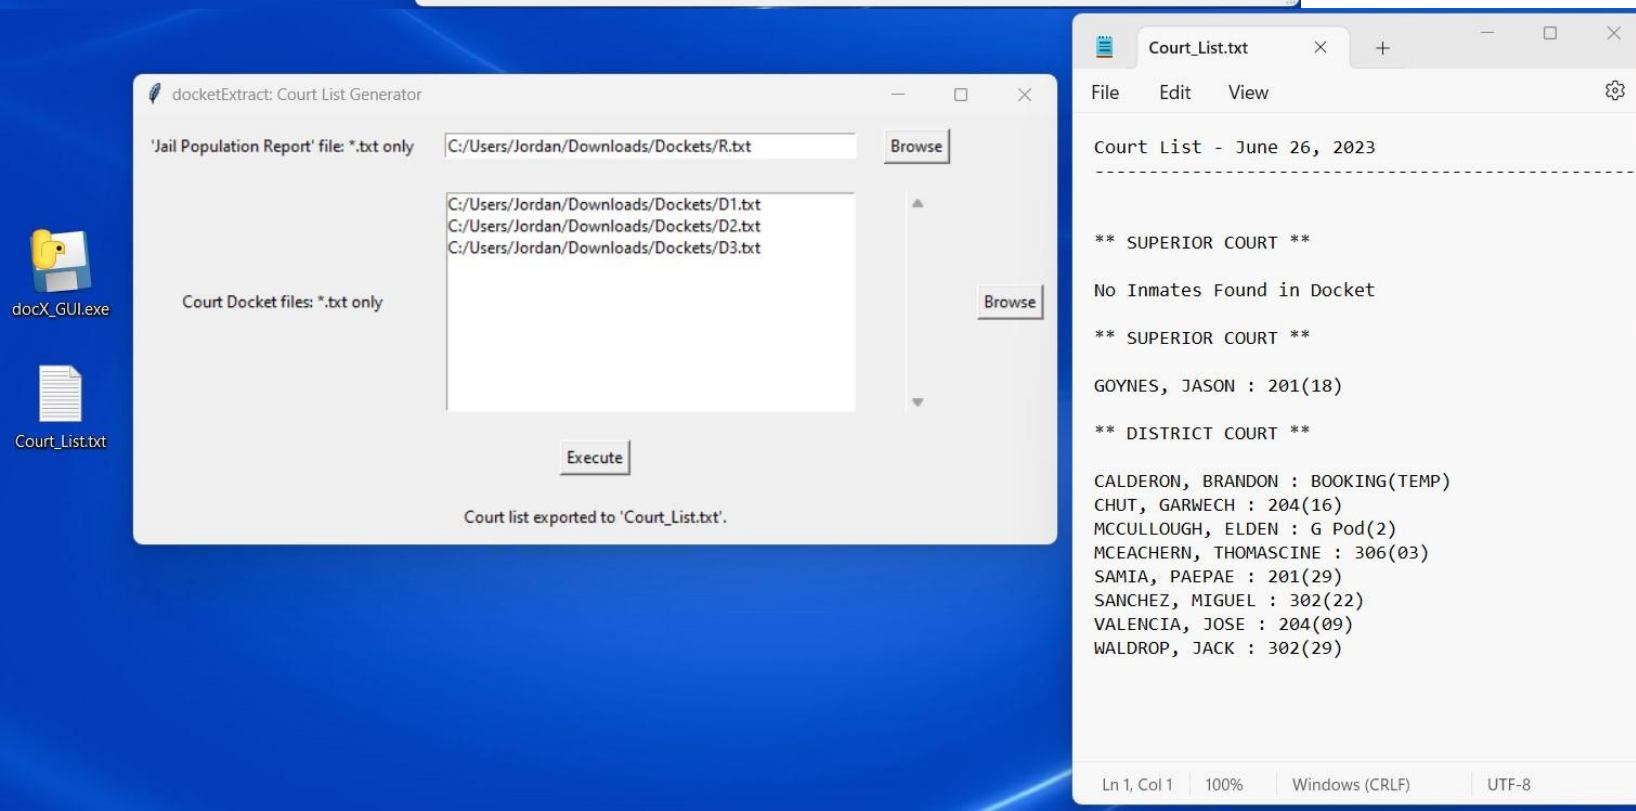 docX_GUI.exe
Court_List.txt
docketExtract: Court List Generator
'Jail Population Report' file: *.txt only
C:/Users/Jordan/Downloads/Dockets/R.txt
Browse
Court Docket files: *.txt only
C:/Users/Jordan/Downloads/Dockets/D1.txt
C:/Users/Jordan/Downloads/Dockets/D2.txt
C:/Users/Jordan/Downloads/Dockets/D3.txt
Browse
Execute
Court list exported to 'Court_List.txt'.
Court_List.txt
File Edit View
Court List - June 26, 2023
--------------------------------------------------
** SUPERIOR COURT **
No Inmates Found in Docket
** SUPERIOR COURT **
GOYNES, JASON : 201(18)
** DISTRICT COURT **
CALDERON, BRANDON : BOOKING(TEMP)
CHUT, GARWECH : 204(16)
MCCULLOUGH, ELDEN : G Pod(2)
MCEACHERN, THOMASCINE : 306(03)
SAMIA, PAEPAE : 201(29)
SANCHEZ, MIGUEL : 302(22)
VALENCIA, JOSE : 204(09)
WALDROP, JACK : 302(29)
Ln 1, Col 1 100% Windows (CRLF) UTF-8